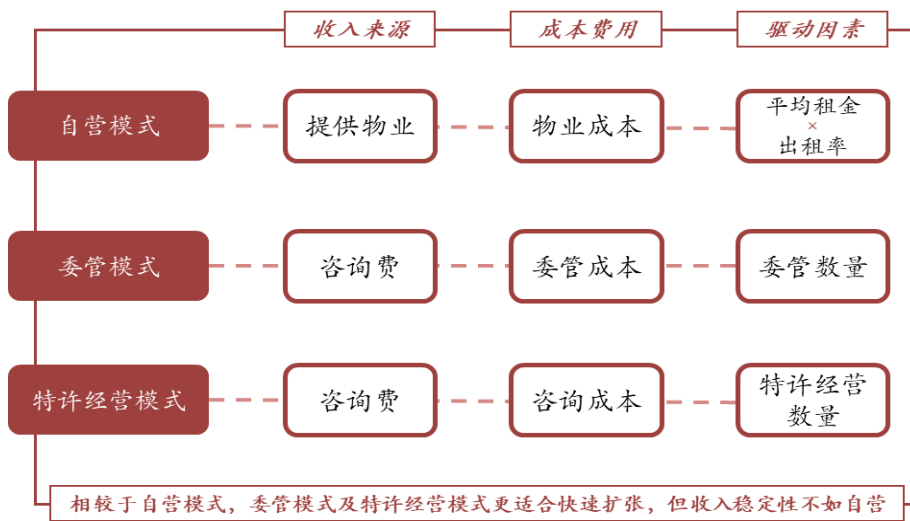 收入来源
成本费用
驱动因素
自营模式
提供物业
物业成本
平均租金
×
出租率
委管模式
咨询费
委管成本
委管数量
特许经营模式
咨询费
咨询成本
特许经营
数量
相较于自营模式，委管模式及特许经营模式更适合快速扩张，但收入稳定性不如自营